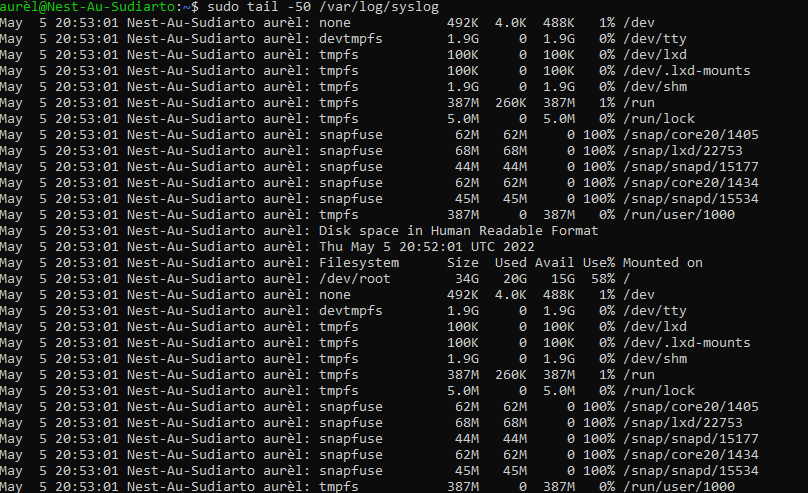 aurèl@Nest-Au-Sudiarto:~$ sudo tail -50 /var/log/syslog
May  5 20:53:01 Nest-Au-Sudiarto aurèl: none            492K  4.0K  488K   1% /dev
May  5 20:53:01 Nest-Au-Sudiarto aurèl: devtmpfs        1.9G     0  1.9G   0% /dev/tty
May  5 20:53:01 Nest-Au-Sudiarto aurèl: tmpfs           100K     0  100K   0% /dev/lxd
May  5 20:53:01 Nest-Au-Sudiarto aurèl: tmpfs           100K     0  100K   0% /dev/.lxd-mounts
May  5 20:53:01 Nest-Au-Sudiarto aurèl: tmpfs           1.9G     0  1.9G   0% /dev/shm
May  5 20:53:01 Nest-Au-Sudiarto aurèl: tmpfs           387M  260K  387M   1% /run
May  5 20:53:01 Nest-Au-Sudiarto aurèl: tmpfs           5.0M     0  5.0M   0% /run/lock
May  5 20:53:01 Nest-Au-Sudiarto aurèl: snapfuse         62M   62M     0 100% /snap/core20/1405
May  5 20:53:01 Nest-Au-Sudiarto aurèl: snapfuse         68M   68M     0 100% /snap/lxd/22753
May  5 20:53:01 Nest-Au-Sudiarto aurèl: snapfuse         44M   44M     0 100% /snap/snapd/15177
May  5 20:53:01 Nest-Au-Sudiarto aurèl: snapfuse         62M   62M     0 100% /snap/core20/1434
May  5 20:53:01 Nest-Au-Sudiarto aurèl: snapfuse         45M   45M     0 100% /snap/snapd/15534
May  5 20:53:01 Nest-Au-Sudiarto aurèl: tmpfs           387M     0  387M   0% /run/user/1000
May  5 20:53:01 Nest-Au-Sudiarto aurèl: Disk space in Human Readable Format
May  5 20:53:01 Nest-Au-Sudiarto aurèl: Thu May 5 20:52:01 UTC 2022
May  5 20:53:01 Nest-Au-Sudiarto aurèl: Filesystem      Size  Used Avail Use% Mounted on
May  5 20:53:01 Nest-Au-Sudiarto aurèl: /dev/root        34G   20G   15G  58% /
May  5 20:53:01 Nest-Au-Sudiarto aurèl: none            492K  4.0K  488K   1% /dev
May  5 20:53:01 Nest-Au-Sudiarto aurèl: devtmpfs        1.9G     0  1.9G   0% /dev/tty
May  5 20:53:01 Nest-Au-Sudiarto aurèl: tmpfs           100K     0  100K   0% /dev/lxd
May  5 20:53:01 Nest-Au-Sudiarto aurèl: tmpfs           100K     0  100K   0% /dev/.lxd-mounts
May  5 20:53:01 Nest-Au-Sudiarto aurèl: tmpfs           1.9G     0  1.9G   0% /dev/shm
May  5 20:53:01 Nest-Au-Sudiarto aurèl: tmpfs           387M  260K  387M   1% /run
May  5 20:53:01 Nest-Au-Sudiarto aurèl: tmpfs           5.0M     0  5.0M   0% /run/lock
May  5 20:53:01 Nest-Au-Sudiarto aurèl: snapfuse         62M   62M     0 100% /snap/core20/1405
May  5 20:53:01 Nest-Au-Sudiarto aurèl: snapfuse         68M   68M     0 100% /snap/lxd/22753
May  5 20:53:01 Nest-Au-Sudiarto aurèl: snapfuse         44M   44M     0 100% /snap/snapd/15177
May  5 20:53:01 Nest-Au-Sudiarto aurèl: snapfuse         62M   62M     0 100% /snap/core20/1434
May  5 20:53:01 Nest-Au-Sudiarto aurèl: snapfuse         45M   45M     0 100% /snap/snapd/15534
May  5 20:53:01 Nest-Au-Sudiarto aurèl: tmpfs           387M     0  387M   0% /run/user/1000